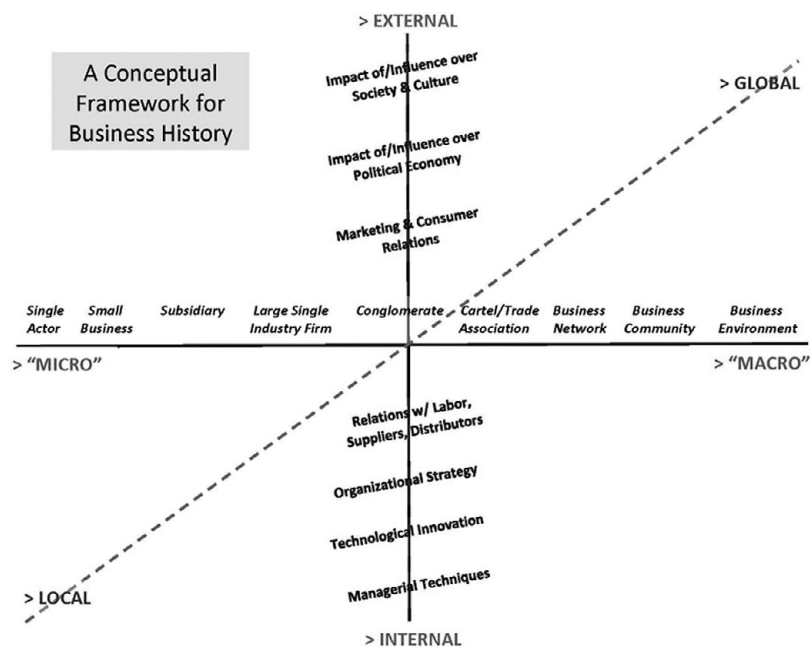 > EXTERNAL
A Conceptual
Framework for
Business History
Impact of/Influence over
Society & Culture
> GLOBAL
Impact of/Influence over
Political Economy
Marketing & Consumer
Relations
Single
Actor
Small
Business
Subsidiary
Large Single
Industry Firm
Conglomerate
Cartel/Trade
Association
Business
Network
Business
Community
Business
Environment
> “MICRO”
> “MACRO”
Relations w/ Labor,
Suppliers, Distributors
Organizational Strategy
Technological Innovation
Managerial Techniques
> LOCAL
> INTERNAL